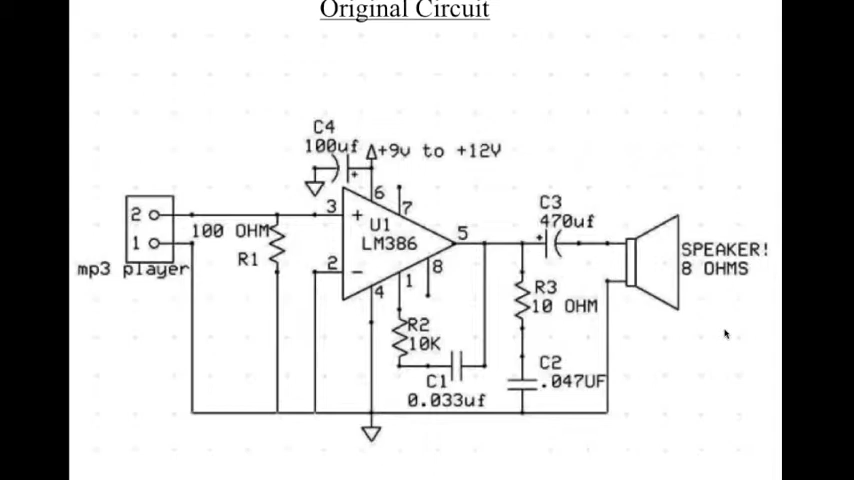 Original Circuit
C4
100uf
+9v to +12V
6
7
3
+
U1
LM386
5
2
-
4
1
8
2
1
mp3 player
100 OHM
R1
R2
10K
C1
0.033uf
C3
+
470uf
R3
10 OHM
C2
.047UF
SPEAKER!
8 OHMS
+